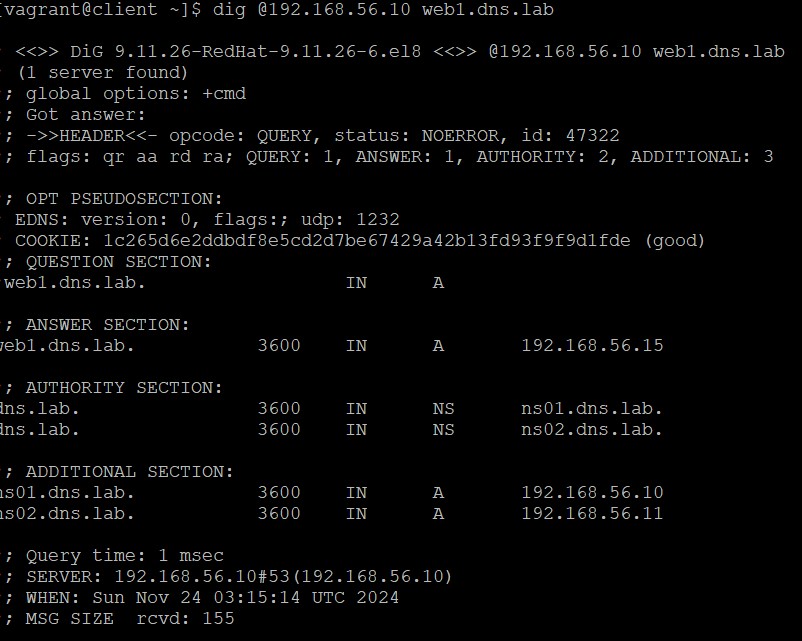 [vagrant@client ~]$ dig @192.168.56.10 web1.dns.lab
; <<>> DiG 9.11.26-RedHat-9.11.26-6.el8 <<>> @192.168.56.10 web1.dns.lab
; (1 server found)
;; global options: +cmd
;; Got answer:
;; ->>HEADER<<- opcode: QUERY, status: NOERROR, id: 47322
;; flags: qr aa rd ra; QUERY: 1, ANSWER: 1, AUTHORITY: 2, ADDITIONAL: 3
;; OPT PSEUDOSECTION:
; EDNS: version: 0, flags:; udp: 1232
; COOKIE: 1c265d6e2ddbdf8e5cd2d7be67429a42b13fd93f9f9d1fde (good)
;; QUESTION SECTION:
;web1.dns.lab. IN A
;; ANSWER SECTION:
web1.dns.lab. 3600 IN A 192.168.56.15
;; AUTHORITY SECTION:
dns.lab. 3600 IN NS ns01.dns.lab.
dns.lab. 3600 IN NS ns02.dns.lab.
;; ADDITIONAL SECTION:
ns01.dns.lab. 3600 IN A 192.168.56.10
ns02.dns.lab. 3600 IN A 192.168.56.11
;; Query time: 1 msec
;; SERVER: 192.168.56.10#53(192.168.56.10)
;; WHEN: Sun Nov 24 03:15:14 UTC 2024
;; MSG SIZE rcvd: 155